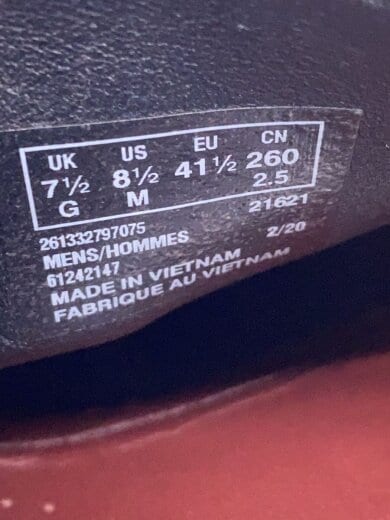 UK US EU CN
7½ 8½ 41½ 260
G M 2.5
21621
261332797075
MENS/HOMMES 2/20
61242147
MADE IN VIETNAM
FABRIQUE AU VIETNAM